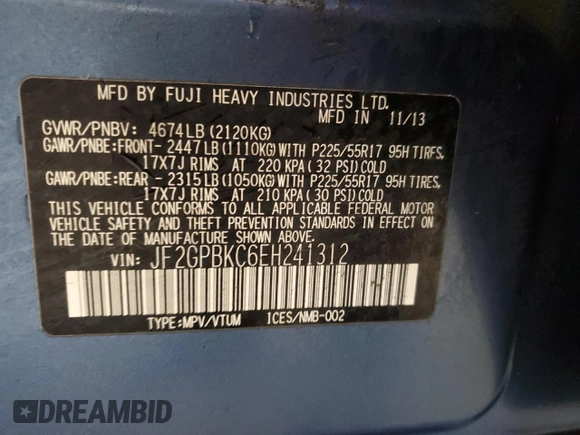 MFD BY FUJI HEAVY INDUSTRIES LTD.
MFD IN 11/13
GVWR/PNBV: 4674LB (2120KG)
GAWR/PNBE:FRONT- 2447LB (1110KG) WITH P225/55R17 95H TIRES,
17X7J RIMS AT 220 KPA (32 PSI) COLD
GAWR/PNBE:REAR - 2315LB (1050KG) WITH P225/55R17 95H TIRES,
17X7J RIMS AT 210 KPA (30 PSI) COLD
THIS VEHICLE CONFORMS TO ALL APPLICABLE FEDERAL MOTOR
VEHICLE SAFETY AND THEFT PREVENTION STANDARDS IN EFFECT ON
THE DATE OF MANUFACTURE SHOWN ABOVE.
VIN: JF2GPBKC6EH241312
TYPE:MPV/VTUM ICES/NMB-002
DREAMBID